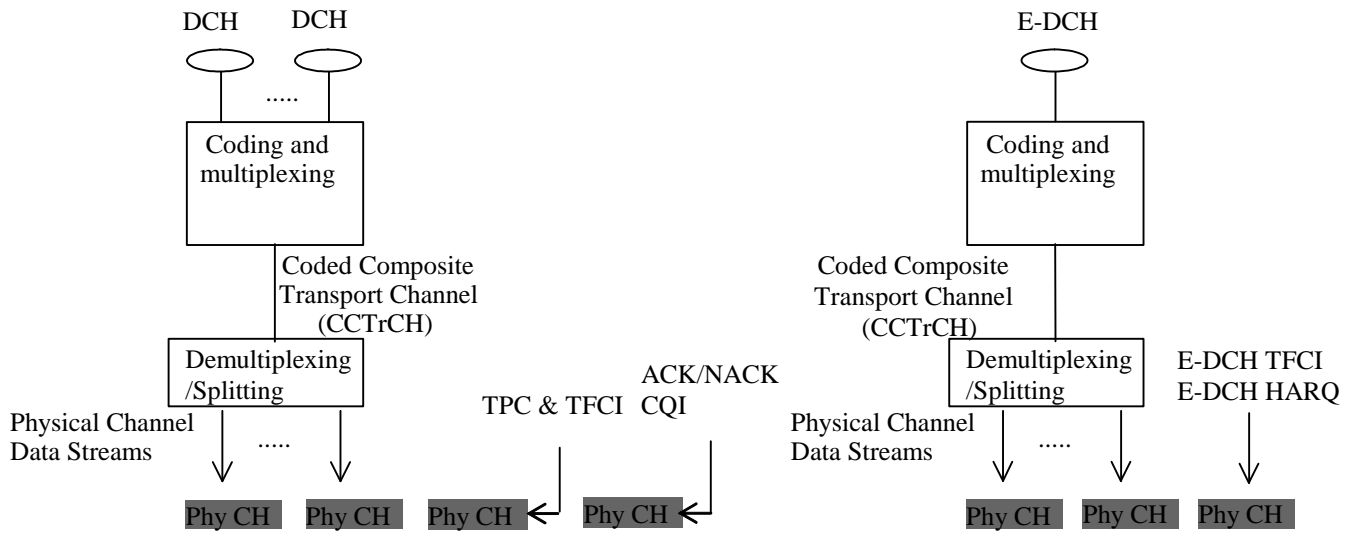 DCH DCH
.....
Coding and
multiplexing
Coded Composite
Transport Channel
(CCTrCH)
Demultiplexing
/Splitting
Physical Channel
Data Streams
.....
TPC & TFCI
ACK/NACK
CQI
Phy CH Phy CH Phy CH Phy CH
E-DCH
Coding and
multiplexing
Coded Composite
Transport Channel
(CCTrCH)
Demultiplexing
/Splitting
E-DCH TFCI
E-DCH HARQ
Physical Channel
Data Streams
.....
Phy CH Phy CH Phy CH